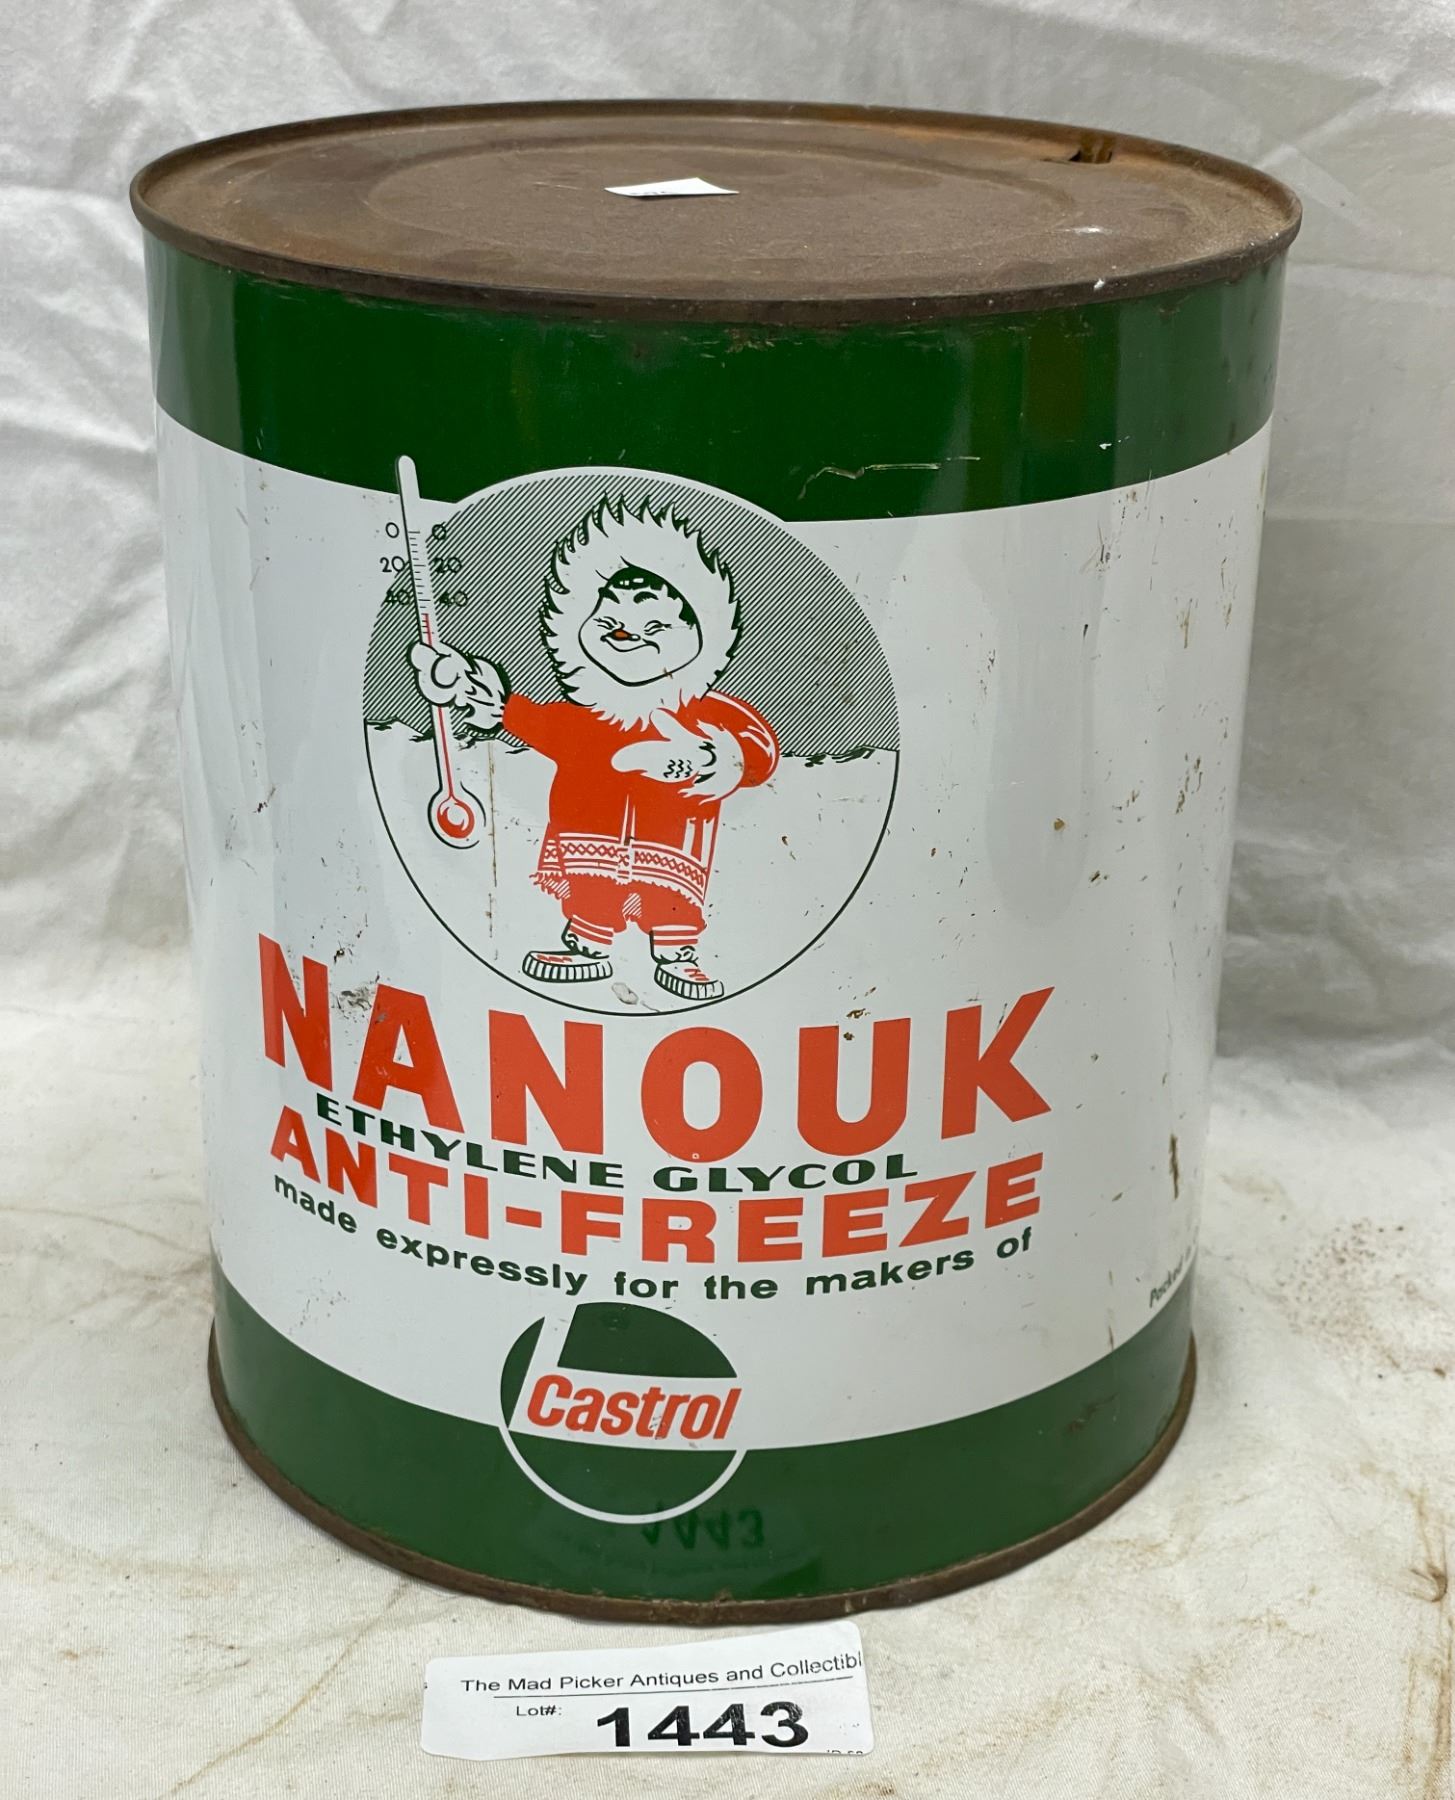 0 0
20 20
40 40
NANOUK
ETHYLENE GLYCOL
ANTI-FREEZE
made expressly for the makers of
Castrol
Packed
The Mad Picker Antiques and Collectibl
Lot#: 1443